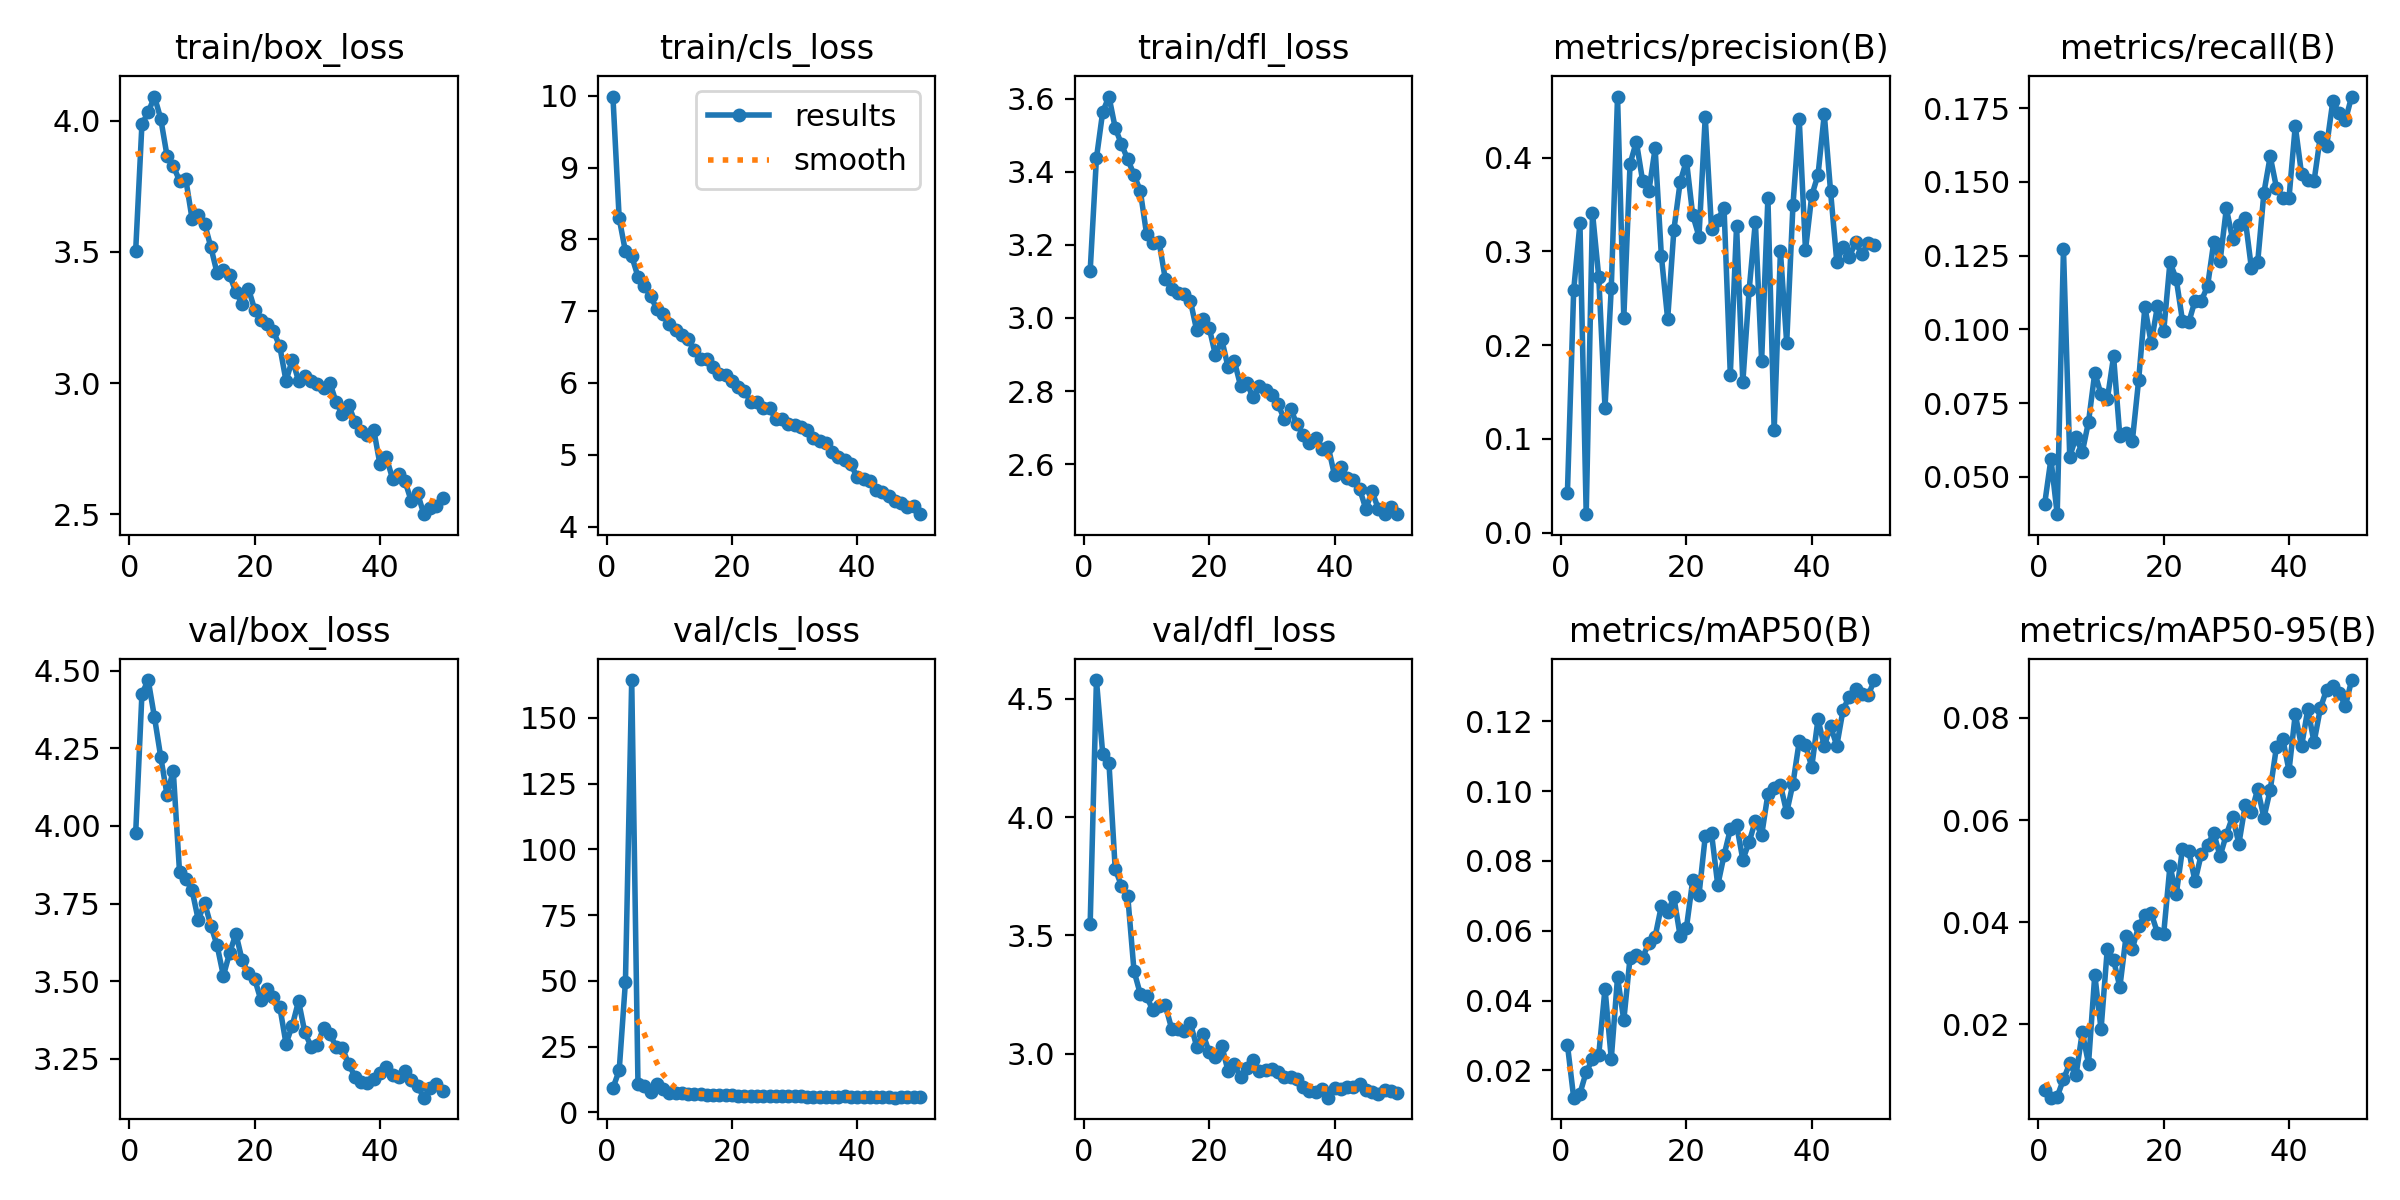 train/box_loss
4.0
3.5
3.0
2.5
0 20 40
train/cls_loss
10
9
8
7
6
5
4
0 20 40
results
smooth
train/dfl_loss
3.6
3.4
3.2
3.0
2.8
2.6
0 20 40
metrics/precision(B)
0.4
0.3
0.2
0.1
0.0
0 20 40
metrics/recall(B)
0.175
0.150
0.125
0.100
0.075
0.050
0 20 40
val/box_loss
4.50
4.25
4.00
3.75
3.50
3.25
0 20 40
val/cls_loss
150
125
100
75
50
25
0
0 20 40
val/dfl_loss
4.5
4.0
3.5
3.0
0 20 40
metrics/mAP50(B)
0.12
0.10
0.08
0.06
0.04
0.02
0 20 40
metrics/mAP50-95(B)
0.08
0.06
0.04
0.02
0 20 40